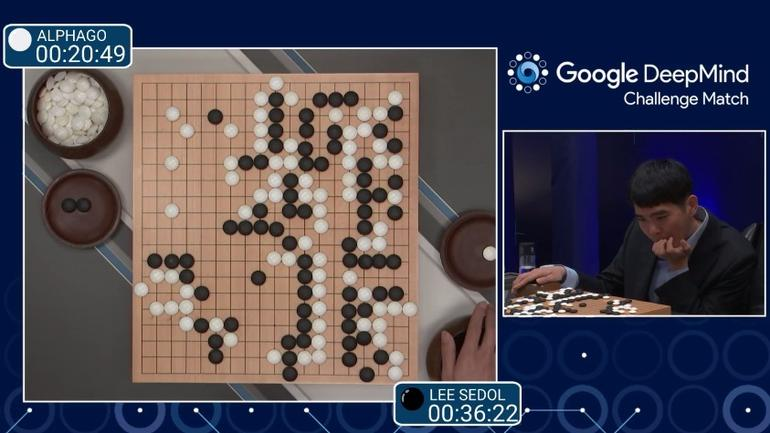 ALPHAGO
00:20:49
Google DeepMind
Challenge Match
LEE SEDOL
00:36:22